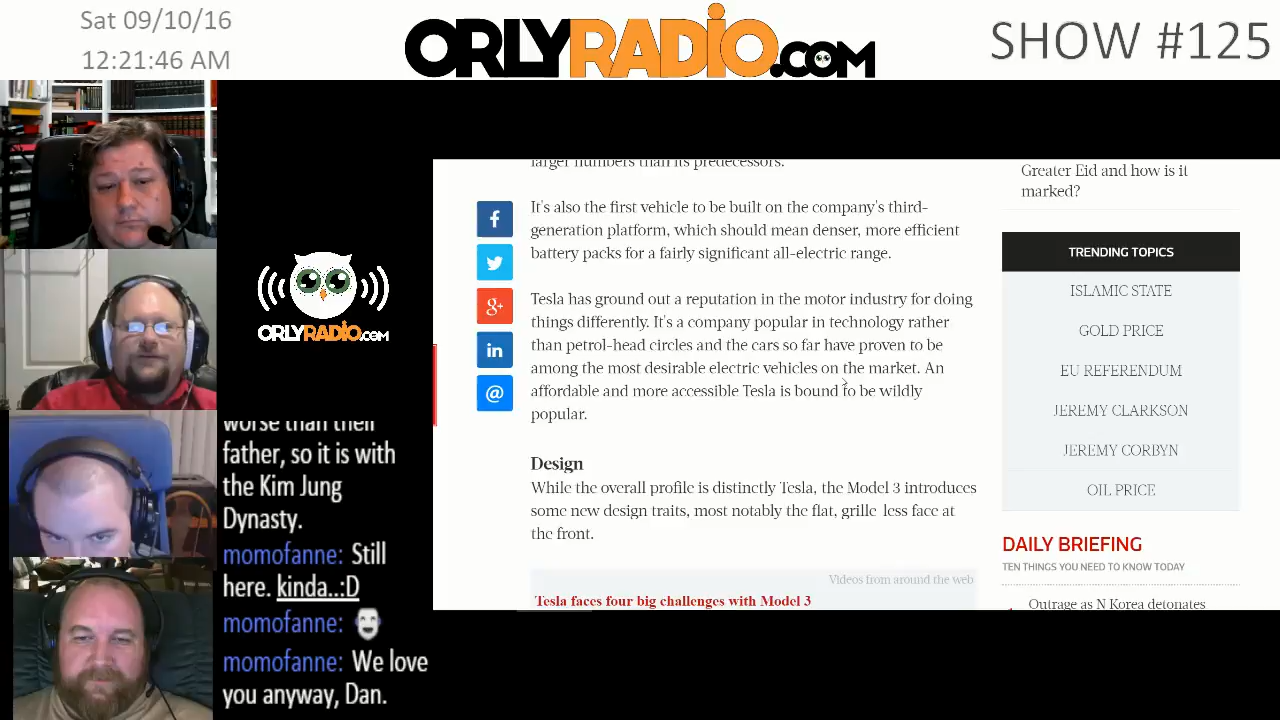 Sat 09/10/16
12:21:46 AM
ORLYRADIO.COM
SHOW #125
ORLYRADIO.COM
worse than their
father, so it is with
the Kim Jung
Dynasty.
momofanne: Still
here. kinda..:D
momofanne:
momofanne: We love
you anyway, Dan.
larger numbers than its predecessors.
It's also the first vehicle to be built on the company's third-
generation platform, which should mean denser, more efficient
battery packs for a fairly significant all-electric range.
Tesla has ground out a reputation in the motor industry for doing
things differently. It's a company popular in technology rather
than petrol-head circles and the cars so far have proven to be
among the most desirable electric vehicles on the market. An
affordable and more accessible Tesla is bound to be wildly
popular.
Design
While the overall profile is distinctly Tesla, the Model 3 introduces
some new design traits, most notably the flat, grille-less face at
the front.
Videos from around the web
Tesla faces four big challenges with Model 3
f
g+
in
@
Greater Eid and how is it
marked?
TRENDING TOPICS
ISLAMIC STATE
GOLD PRICE
EU REFERENDUM
JEREMY CLARKSON
JEREMY CORBYN
OIL PRICE
DAILY BRIEFING
TEN THINGS YOU NEED TO KNOW TODAY
Outrage as N Korea detonates